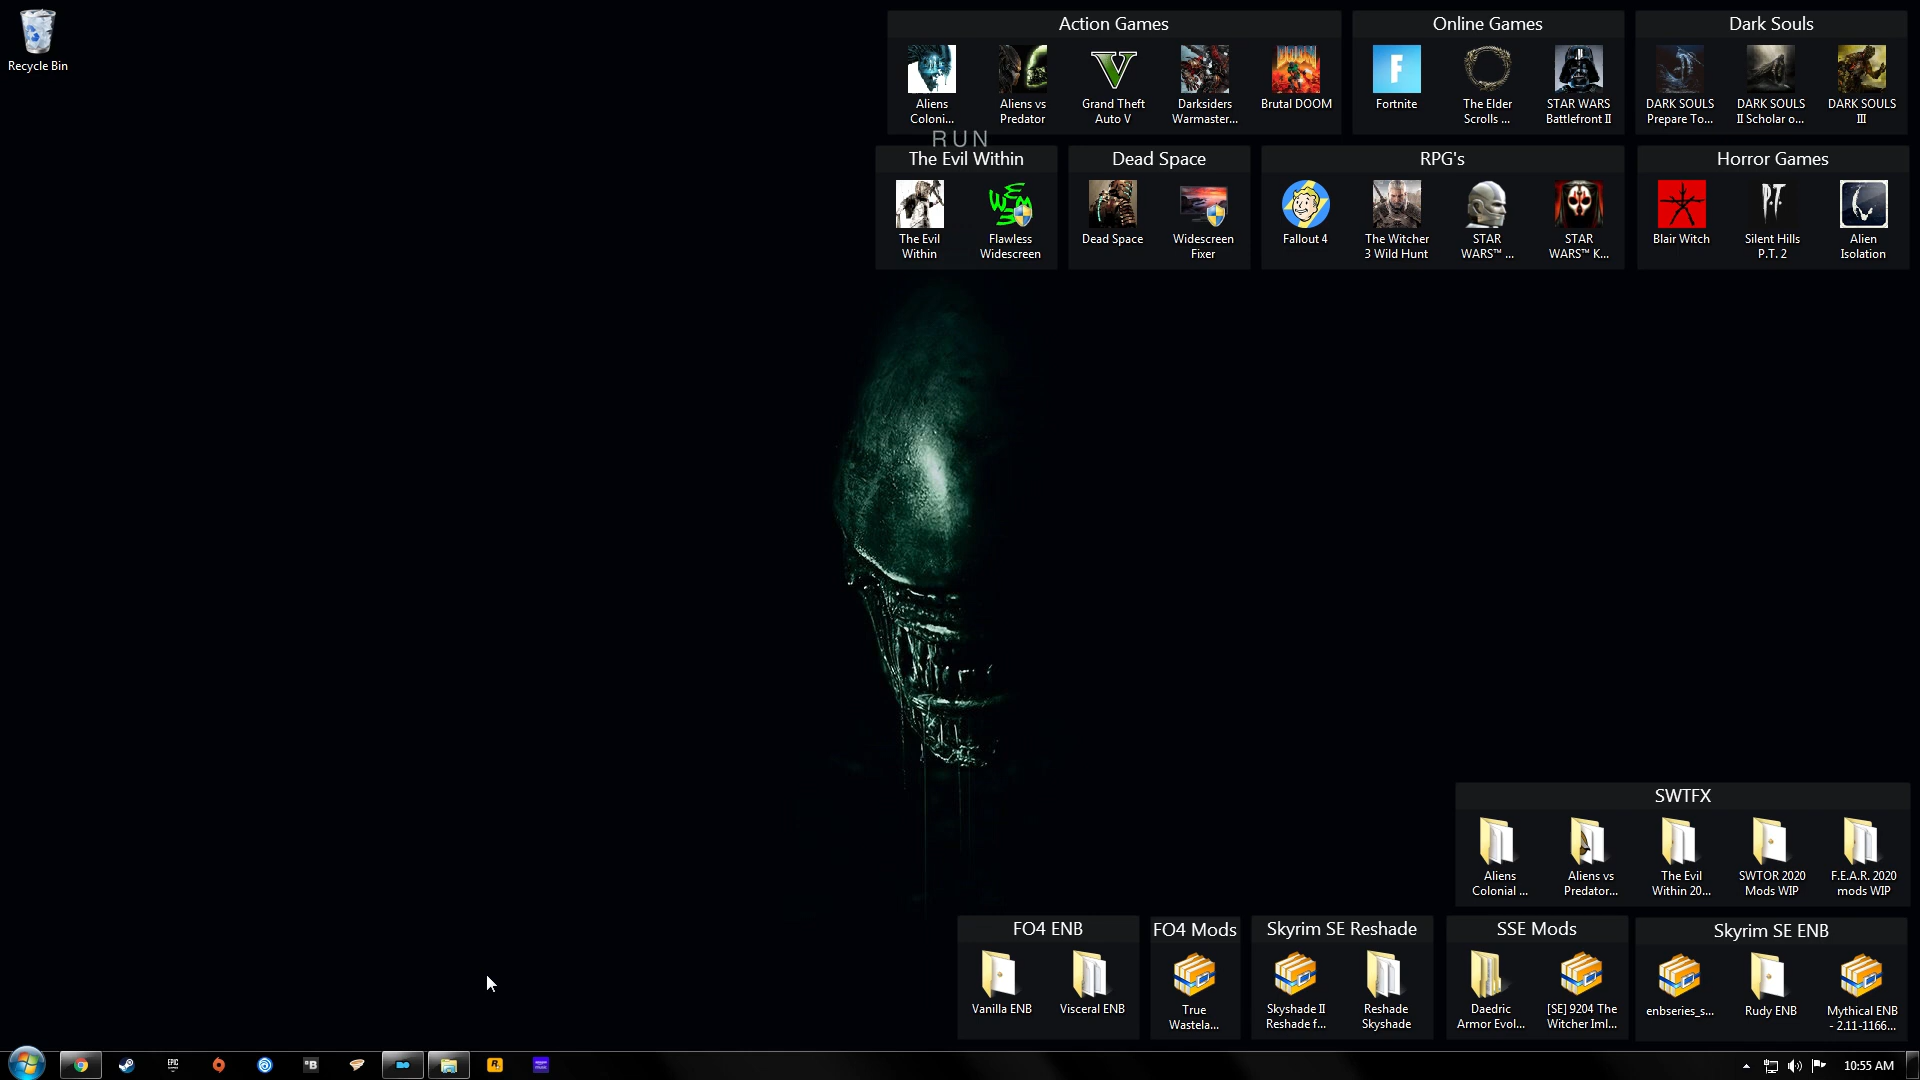 Recycle Bin
Action Games
Aliens
Coloni...
Aliens vs
Predator
Grand Theft
Auto V
Darksiders
Warmaster...
Brutal DOOM
Online Games
Fortnite
The Elder
Scrolls ...
STAR WARS
Battlefront II
Dark Souls
DARK SOULS
Prepare To...
DARK SOULS
II Scholar o...
DARK SOULS
III
RUN
The Evil Within
The Evil
Within
Flawless
Widescreen
Dead Space
Dead Space
Widescreen
Fixer
RPG's
Fallout 4
The Witcher
3 Wild Hunt
STAR
WARS™ ...
STAR
WARS™ K...
Horror Games
P.T.
Blair Witch
Silent Hills
P.T. 2
Alien
Isolation
SWTFX
Aliens
Colonial ...
Aliens vs
Predator...
The Evil
Within 20...
SWTOR 2020
Mods WIP
F.E.A.R. 2020
mods WIP
FO4 ENB
Vanilla ENB
Visceral ENB
FO4 Mods
True
Wastela...
Skyrim SE Reshade
Skyshade II
Reshade f...
Reshade
Skyshade
SSE Mods
Daedric
Armor Evol...
[SE] 9204 The
Witcher Iml...
Skyrim SE ENB
enbseries_s...
Rudy ENB
Mythical ENB
- 2.11-1166...
EPIC
10:55 AM